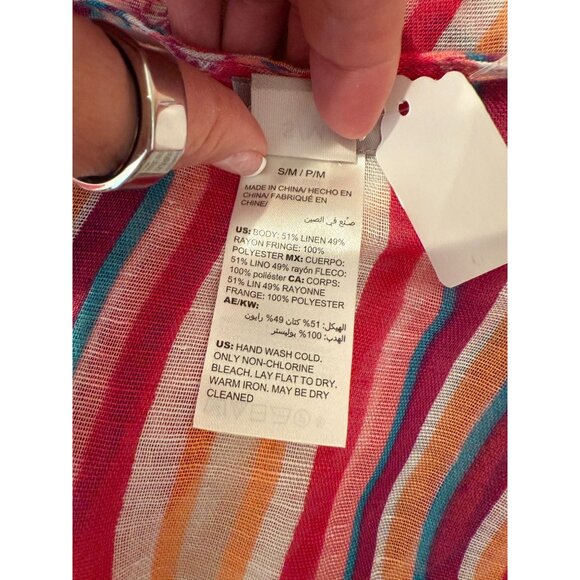 S/M / P/M
MADE IN CHINA/ HECHO EN
CHINA/ FABRIQUÉ EN
CHINE/
صنع في الصين
US: BODY: 51% LINEN 49%
RAYON FRINGE: 100%
POLYESTER MX: CUERPO:
51% LINO 49% rayón FLECO:
100% poliéster CA: CORPS:
51% LIN 49% RAYONNE
FRANGE: 100% POLYESTER
AE/KW:
الهيكل: 51% كتان 49% رايون
الهدب: 100% بوليستر
US: HAND WASH COLD.
ONLY NON-CHLORINE
BLEACH. LAY FLAT TO DRY.
WARM IRON. MAY BE DRY
CLEANED